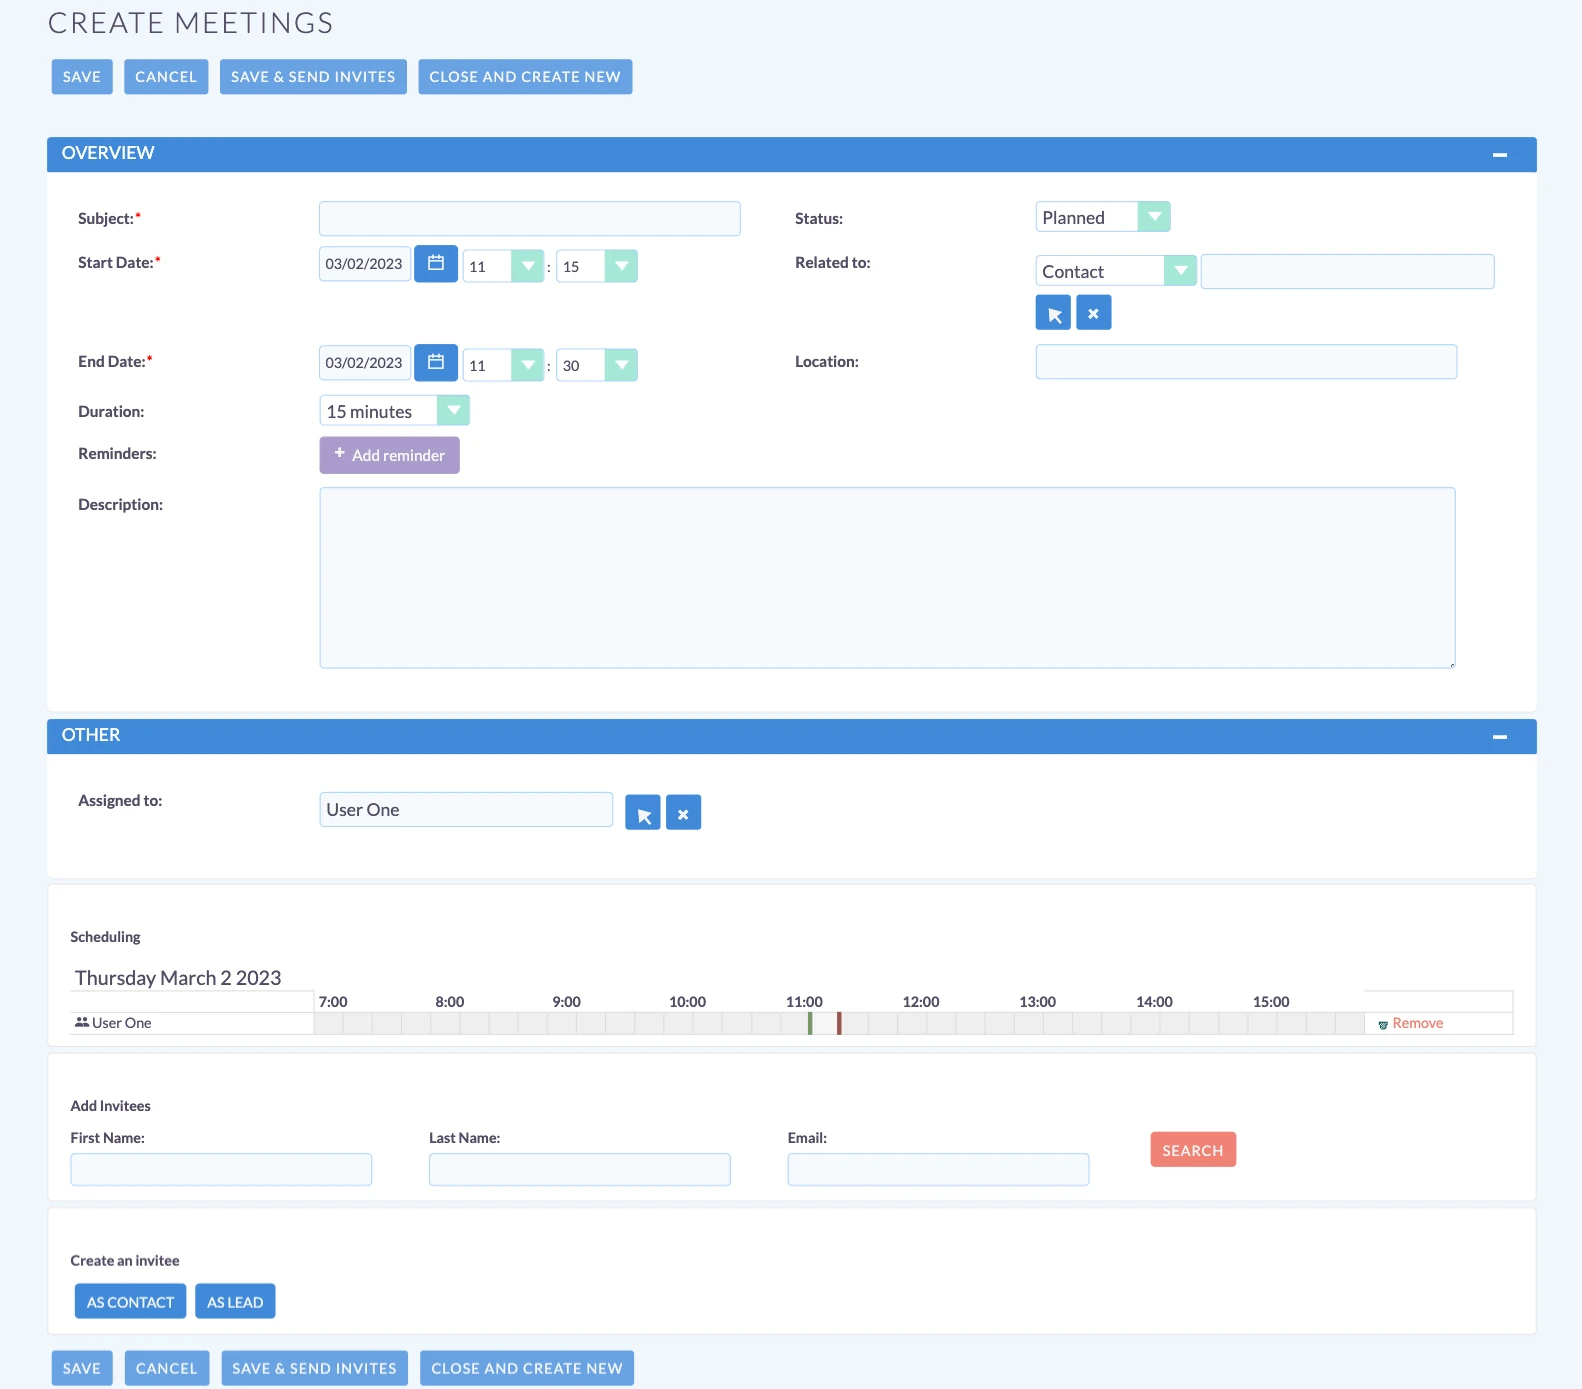 CREATE MEETINGS
SAVE CANCEL SAVE & SEND INVITES CLOSE AND CREATE NEW
OVERVIEW
Subject:* Status: Planned
Start Date:* 03/02/2023 11 : 15 Related to: Contact
End Date:* 03/02/2023 11 : 30 Location:
Duration: 15 minutes
Reminders: + Add reminder
Description:
OTHER
Assigned to: User One
Scheduling
Thursday March 2 2023
7:00 8:00 9:00 10:00 11:00 12:00 13:00 14:00 15:00
User One Remove
Add Invitees
First Name: Last Name: Email: SEARCH
Create an invitee
AS CONTACT AS LEAD
SAVE CANCEL SAVE & SEND INVITES CLOSE AND CREATE NEW